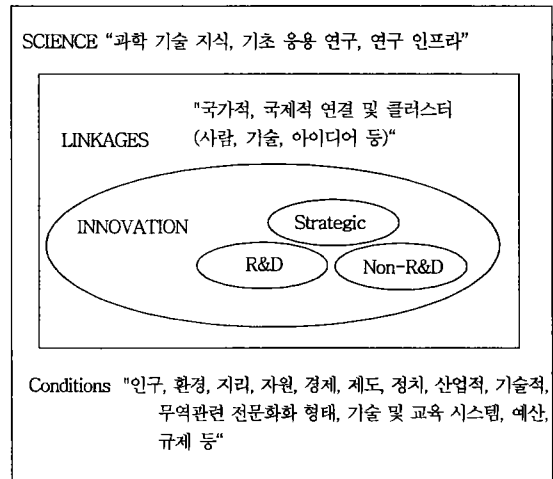 SCIENCE “과학 기술 지식, 기초 응용 연구, 연구 인프라”
"국가적, 국제적 연결 및 클러스터
LINKAGES (사람, 기술, 아이디어 등)“
Strategic
INNOVATION
R&D Non-R&D
Conditions "인구, 환경, 지리, 자원, 경제, 제도, 정치, 산업적, 기술적,
무역관련 전문화화 형태, 기술 및 교육 시스템, 예산,
규제 등“